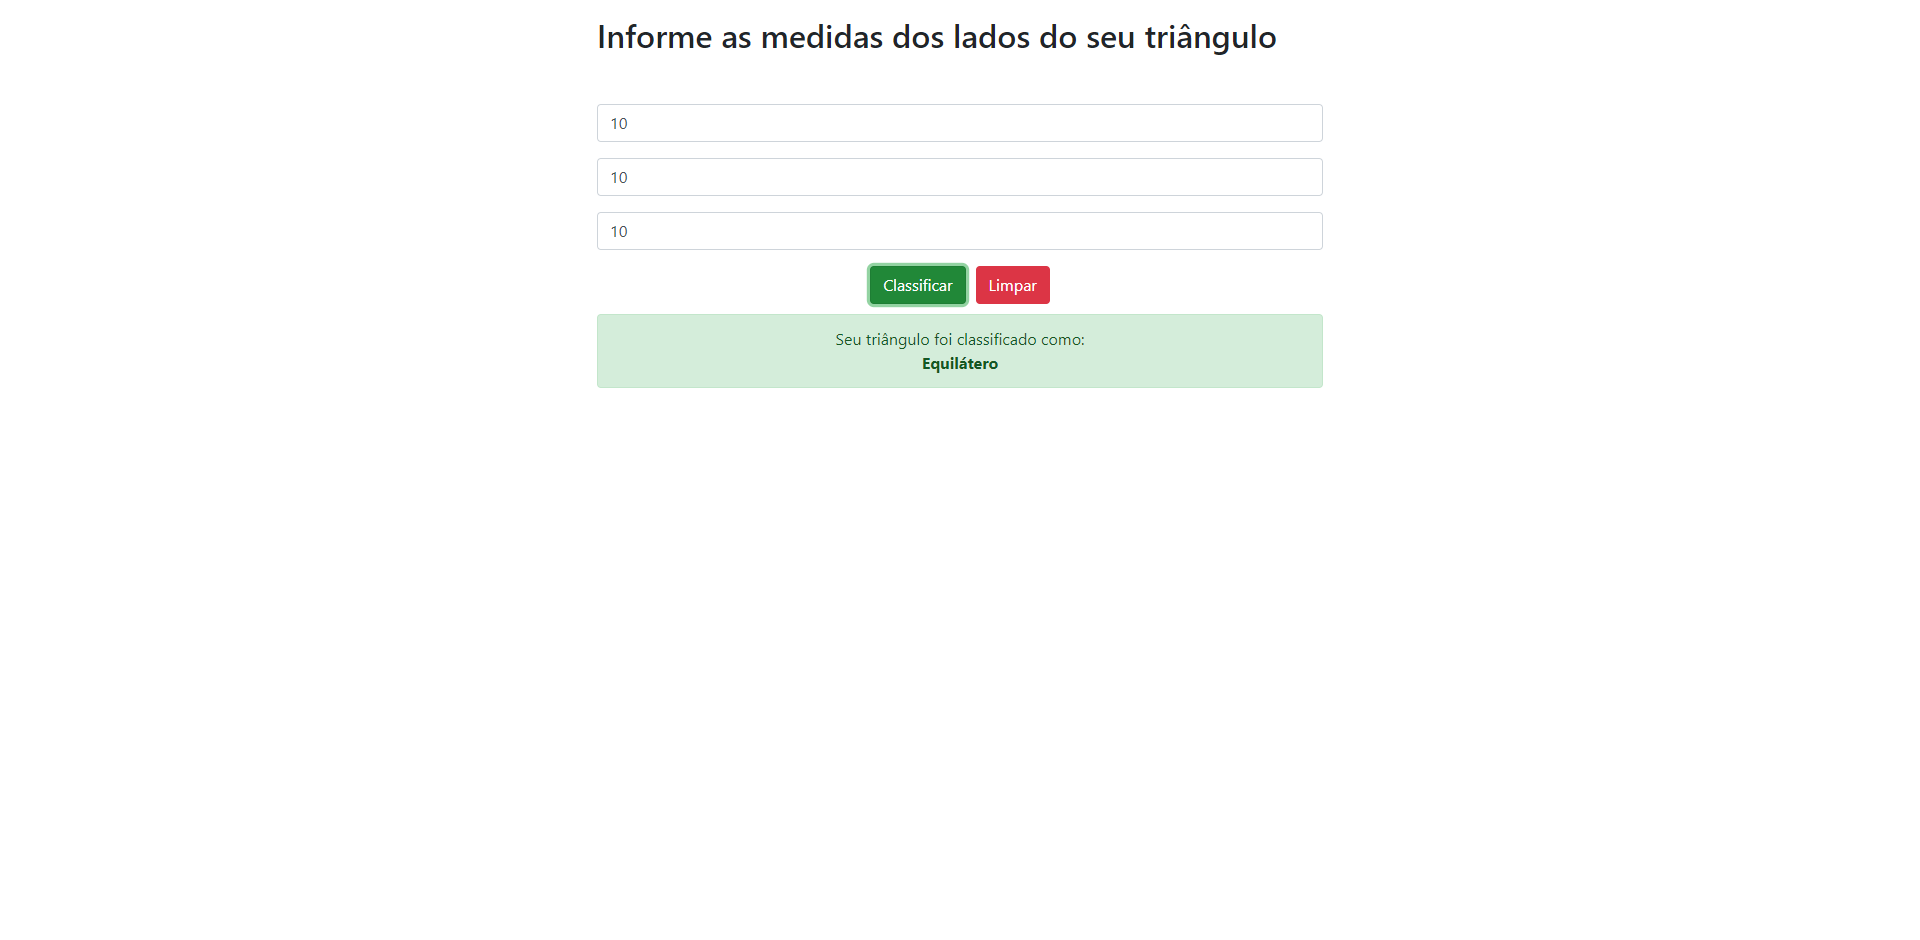 Informe as medidas dos lados do seu triângulo
10
10
10
Classificar Limpar
Seu triângulo foi classificado como:
Equilátero